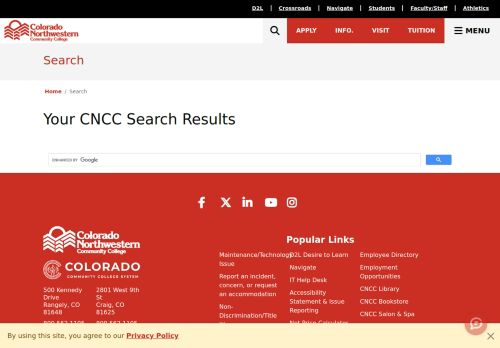 D2L | Crossroads | Navigate | Students | Faculty/Staff | Athletics
Colorado
Northwestern
Community College
APPLY INFO. VISIT TUITION MENU
Search
Home / Search
Your CNCC Search Results
ENHANCED BY Google
Colorado
Northwestern
Community College
COLORADO
COMMUNITY COLLEGE SYSTEM
500 Kennedy
Drive
Rangely, CO
81648
2801 West 9th
St
Craig, CO
81625
Maintenance/Technology
Issue
Report an incident,
concern, or request
an accommodation
Non-
Discrimination/Title
Popular Links
D2L Desire to Learn
Navigate
IT Help Desk
Accessibility
Statement & Issue
Reporting
Net Price Calculator
Employee Directory
Employment
Opportunities
CNCC Library
CNCC Bookstore
CNCC Salon & Spa
By using this site, you agree to our Privacy Policy